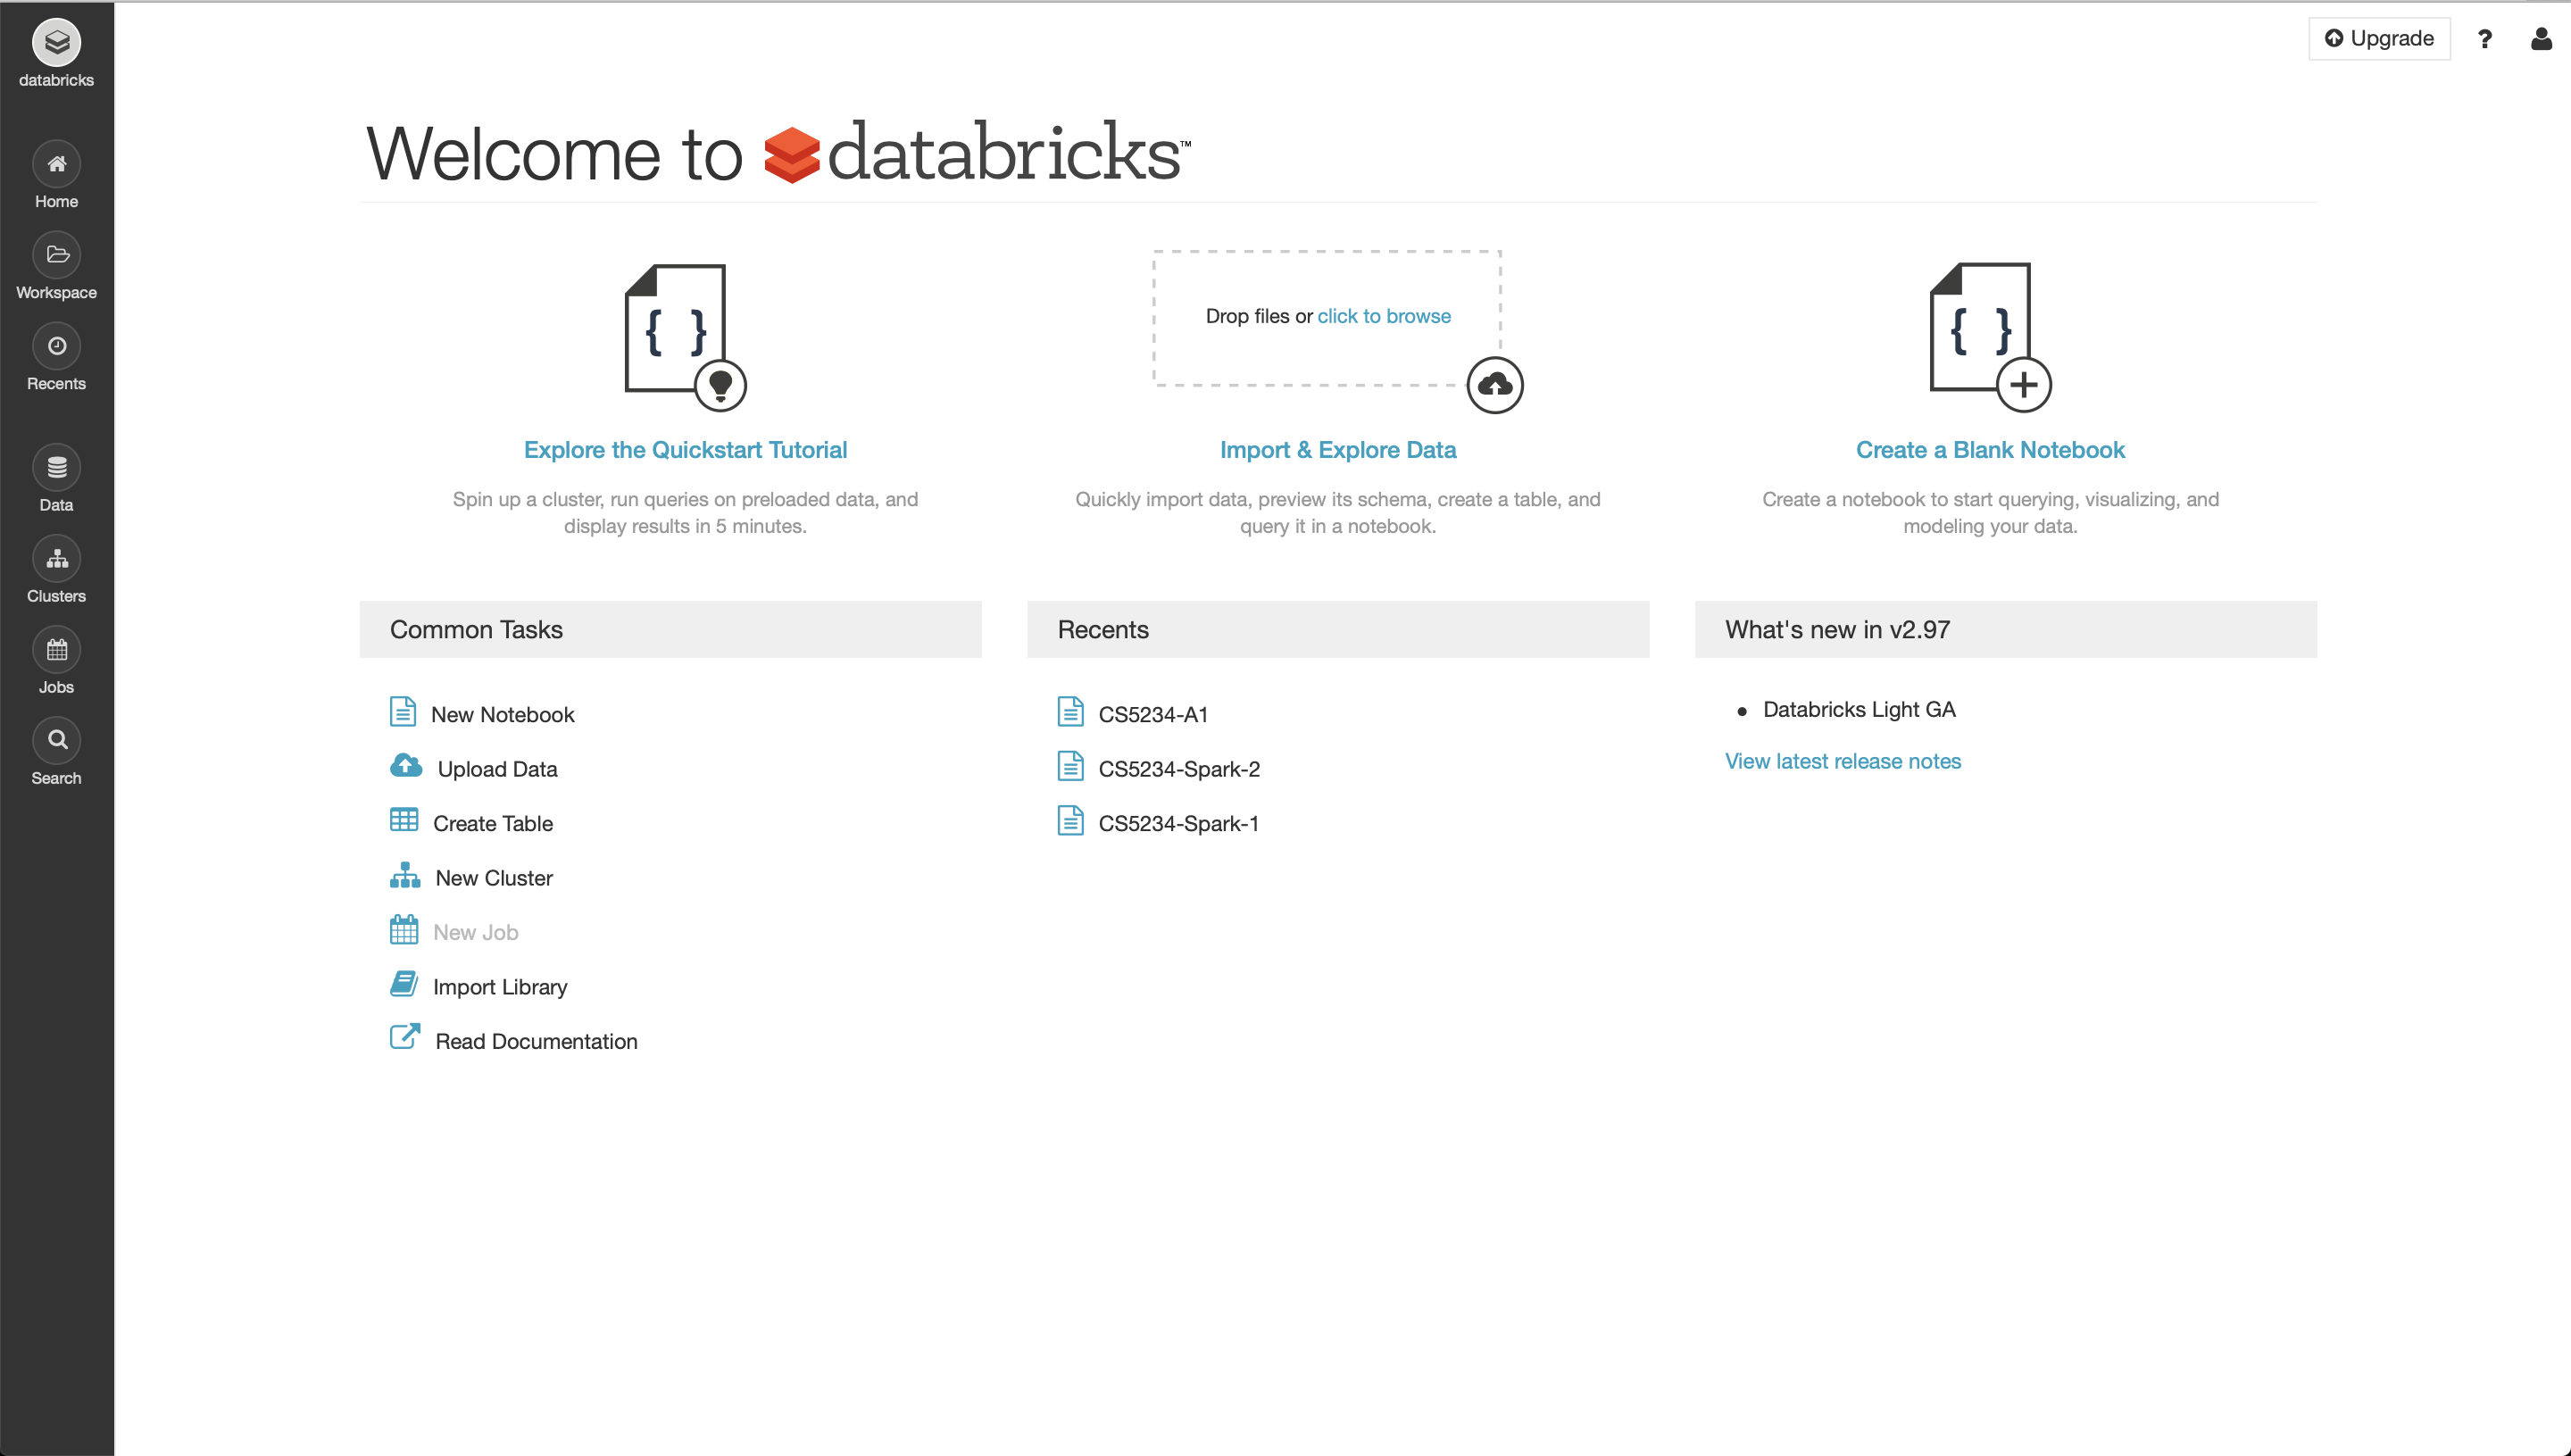 databricks
Home
Workspace
Recents
Data
Clusters
Jobs
Search
Upgrade ?
Welcome to databricks™
{ }
Drop files or click to browse
{ }
Explore the Quickstart Tutorial
Spin up a cluster, run queries on preloaded data, and
display results in 5 minutes.
Import & Explore Data
Quickly import data, preview its schema, create a table, and
query it in a notebook.
Create a Blank Notebook
Create a notebook to start querying, visualizing, and
modeling your data.
Common Tasks
New Notebook
Upload Data
Create Table
New Cluster
New Job
Import Library
Read Documentation
Recents
CS5234-A1
CS5234-Spark-2
CS5234-Spark-1
What's new in v2.97
• Databricks Light GA
View latest release notes